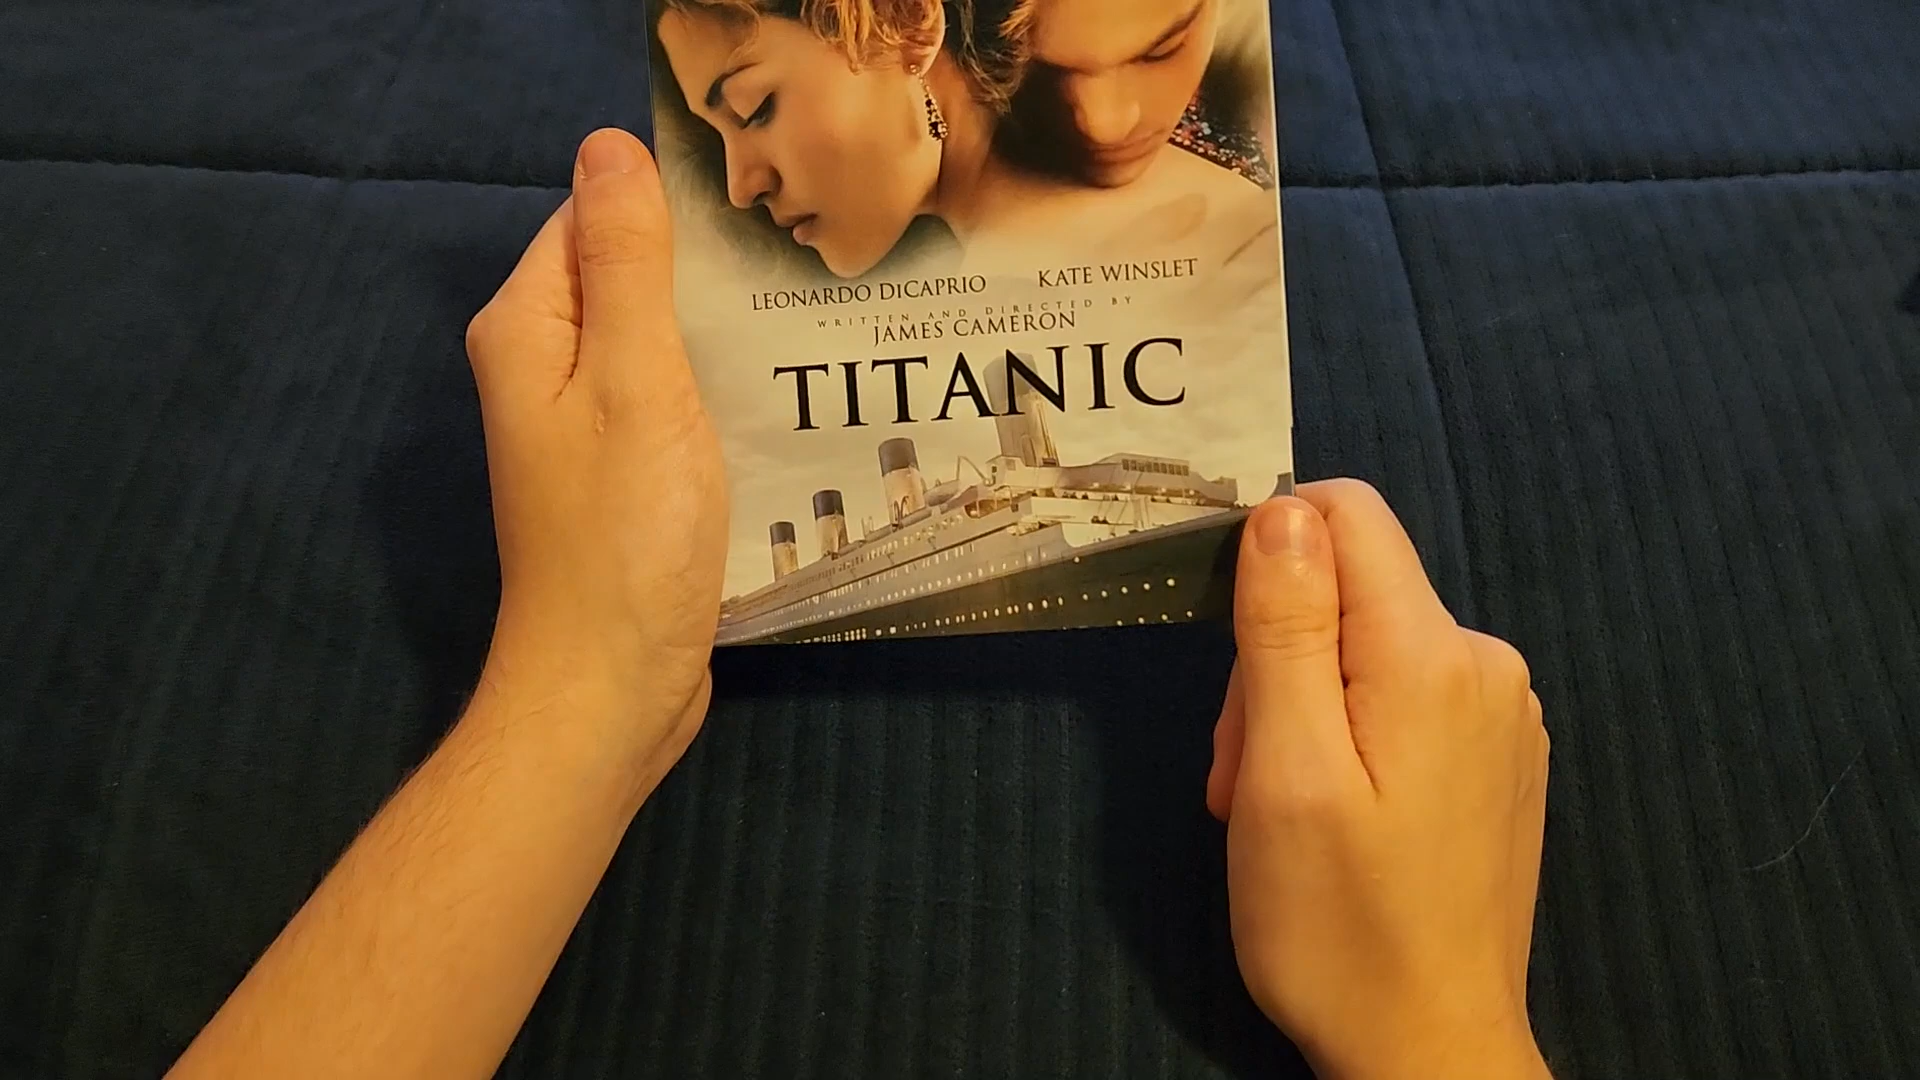 LEONARDO DiCAPRIO KATE WINSLET
WRITTEN AND DIRECTED BY
JAMES CAMERON
TITANIC